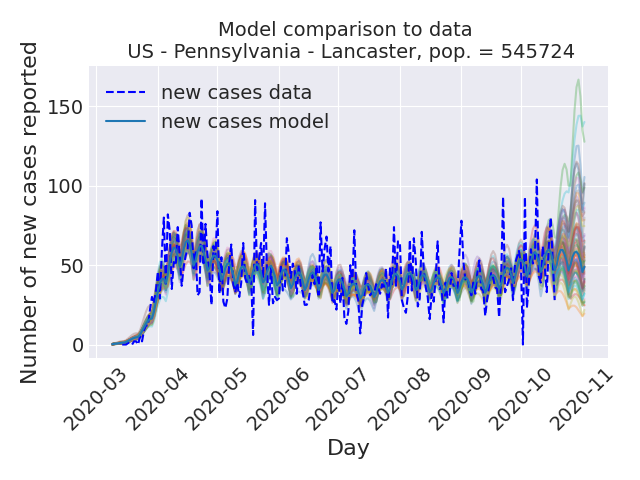 Model comparison to data
US - Pennsylvania - Lancaster, pop. = 545724
Number of new cases reported
150
100
50
0
new cases data
new cases model
2020-03
2020-04
2020-05
2020-06
2020-07
2020-08
2020-09
2020-10
2020-11
Day